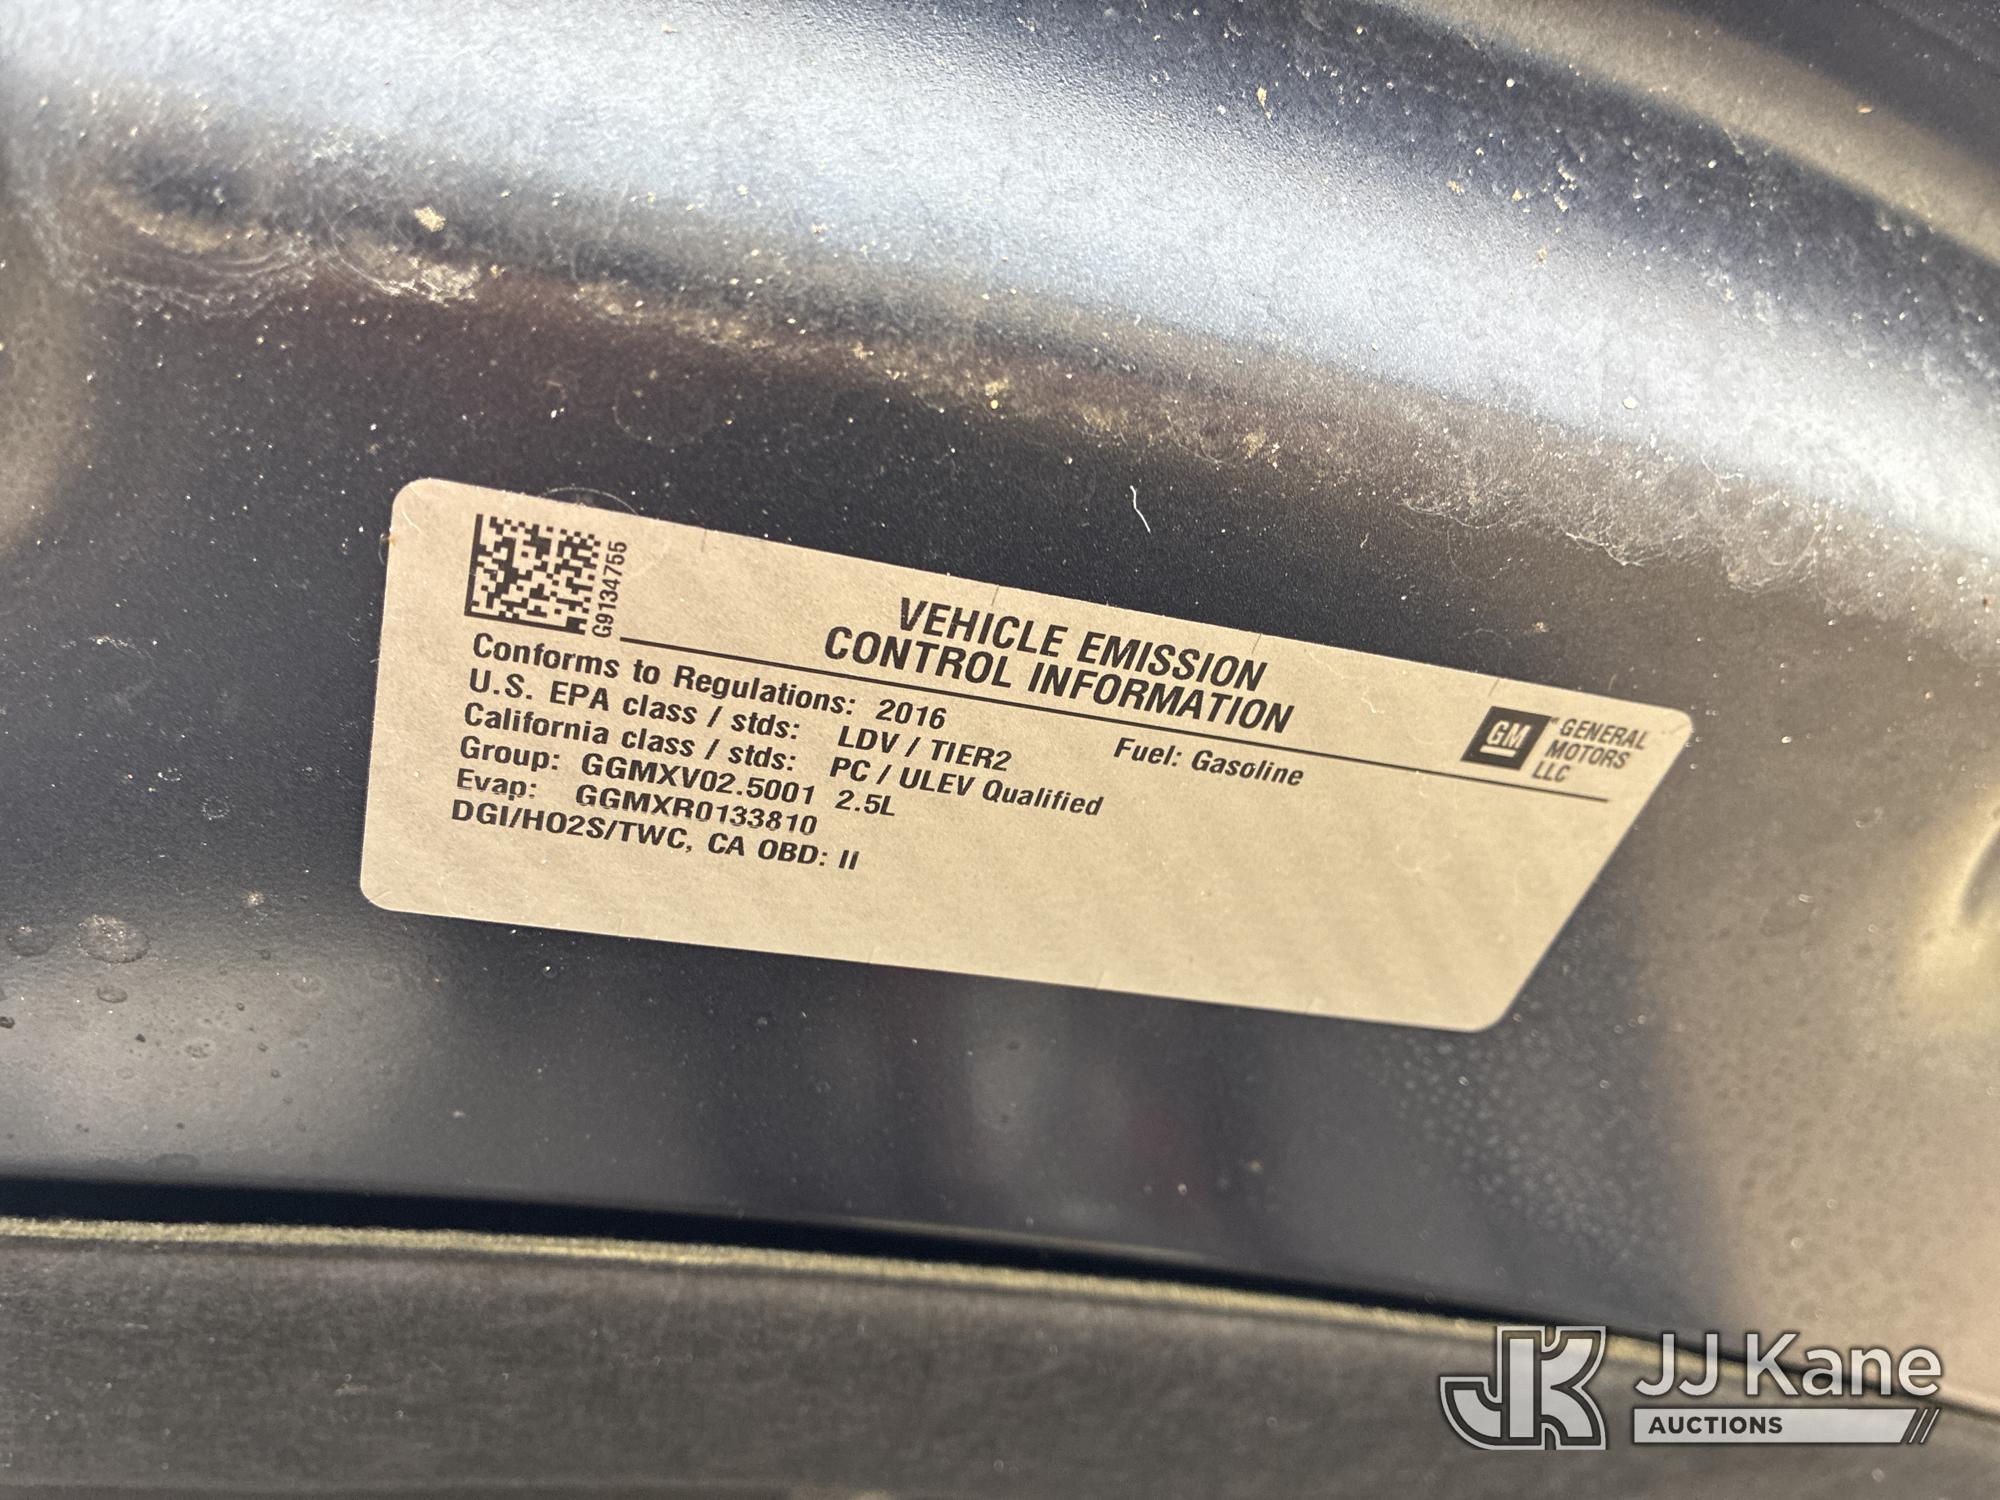 G9134755
VEHICLE EMISSION
CONTROL INFORMATION
GM GENERAL
MOTORS
LLC
Conforms to Regulations: 2016 Fuel: Gasoline
U.S. EPA class / stds: LDV / TIER2
California class / stds: PC / ULEV Qualified
Group: GGMXV02.5001 2.5L
Evap: GGMXR0133810
DGI/HO2S/TWC, CA OBD: II
JK JJ Kane
AUCTIONS